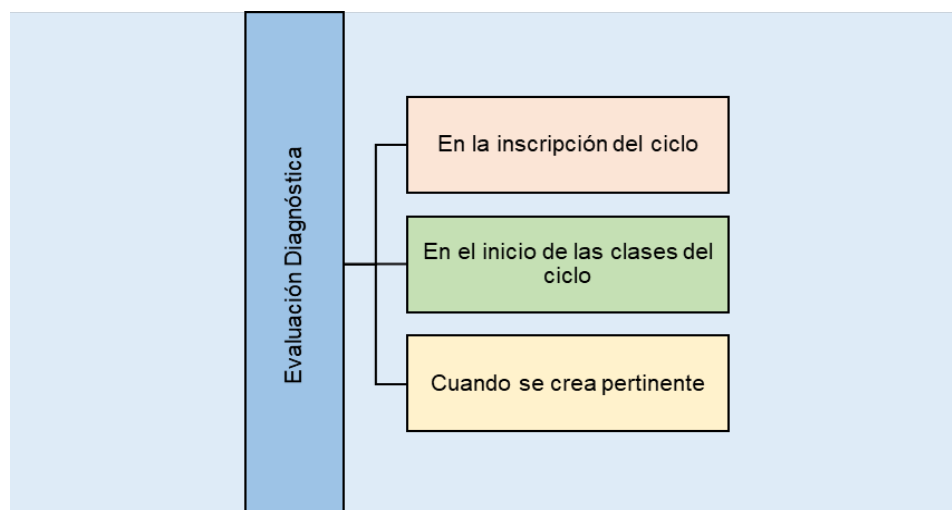 Evaluación Diagnóstica
En la inscripción del ciclo
En el inicio de las clases del
ciclo
Cuando se crea pertinente